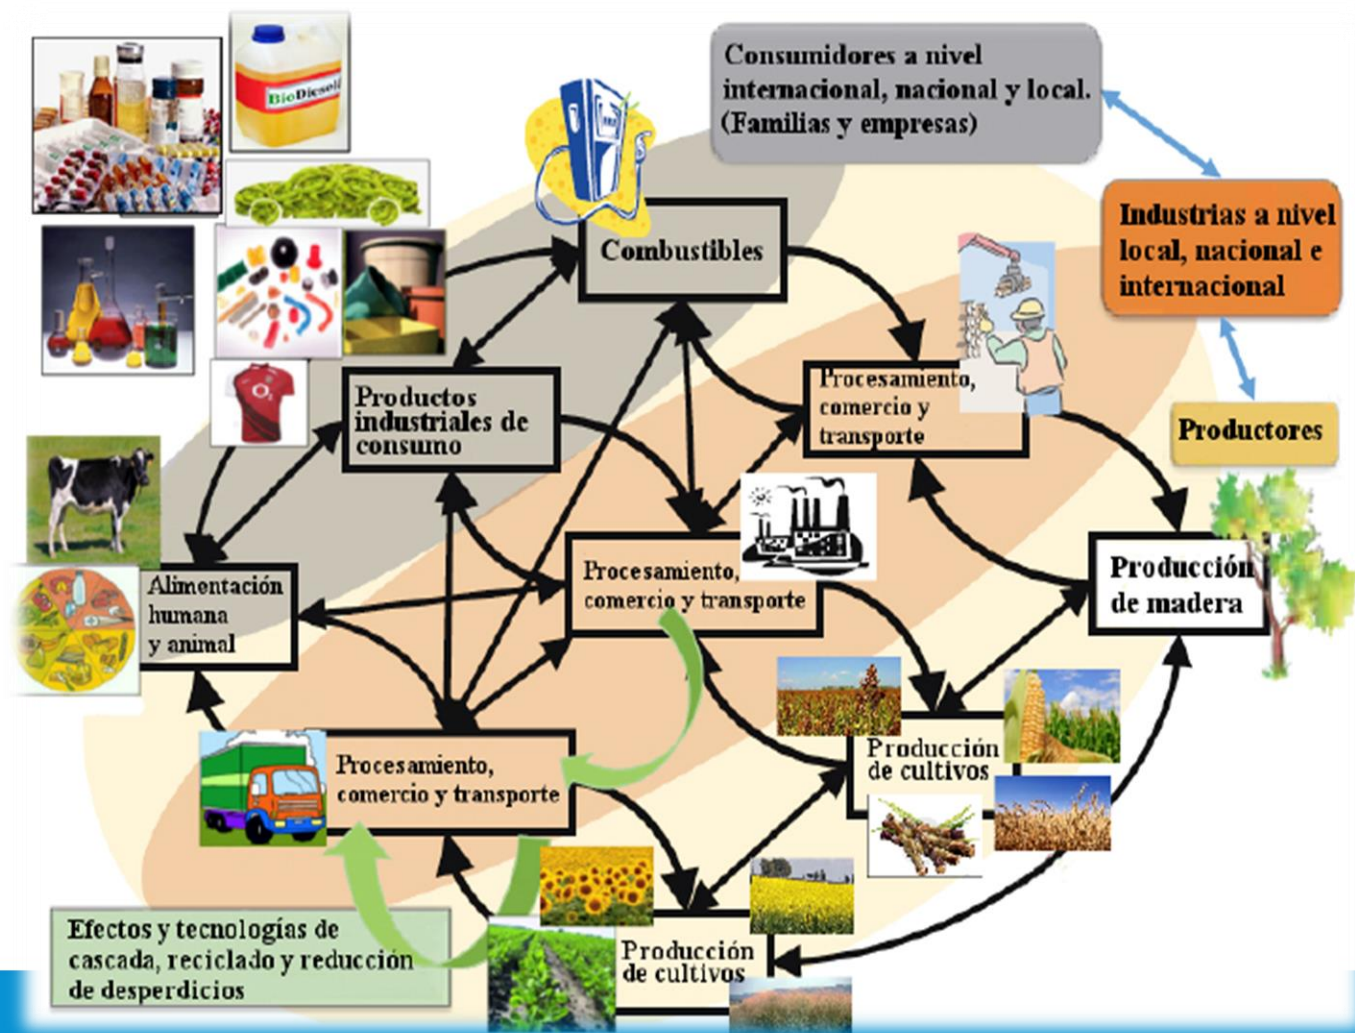 Consumidores a nivel
internacional, nacional y local.
(Familias y empresas)
BioDiesel
Industrias a nivel
local, nacional e
internacional
Combustibles
Procesamiento,
comercio y
transporte
Productos
industriales de
consumo
O2
Productores
Procesamiento,
comercio y transporte
Producción
de madera
Alimentación
humana
y animal
Procesamiento,
comercio y transporte
Producción
de cultivos
Efectos y tecnologías de
cascada, reciclado y reducción
de desperdicios
Producción
de cultivos